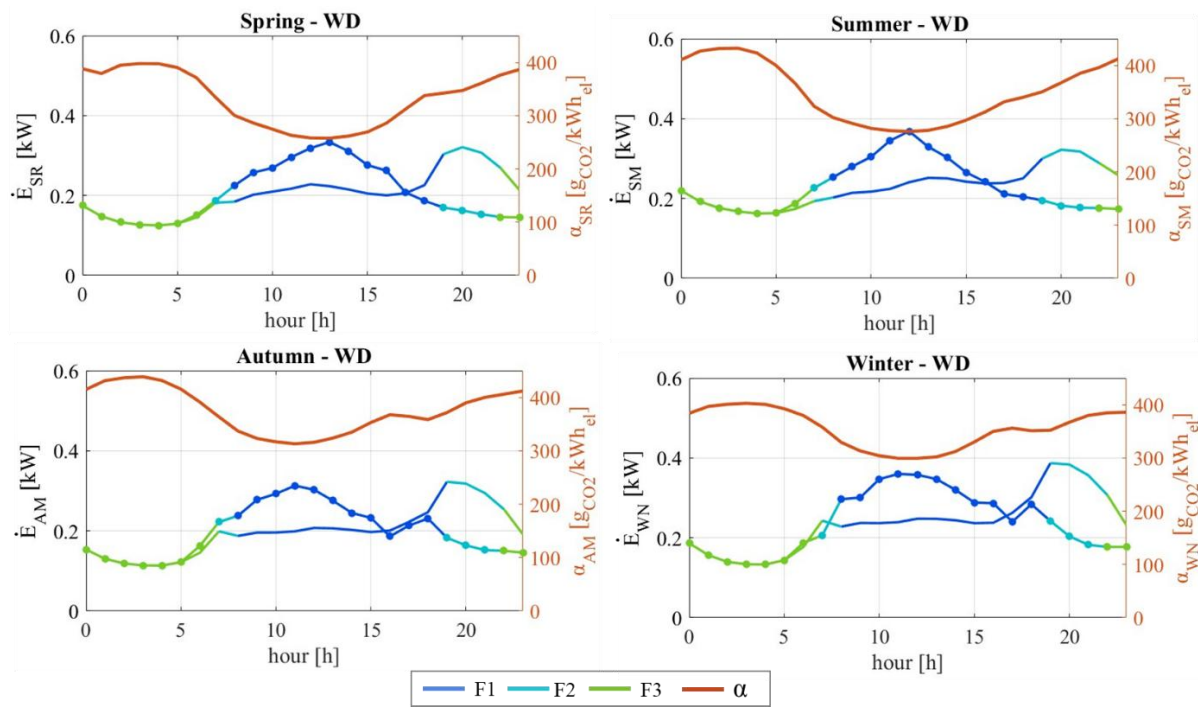 Spring - WD
0.6
0.4
0.2
0
Ė_SR [kW]
400
300
200
100
0
α_SR [g_CO2/kWh_el]
0 5 10 15 20
hour [h]
Summer - WD
0.6
0.4
0.2
0
Ė_SM [kW]
400
300
200
100
0
α_SM [g_CO2/kWh_el]
0 5 10 15 20
hour [h]
Autumn - WD
0.6
0.4
0.2
0
Ė_AM [kW]
400
300
200
100
0
α_AM [g_CO2/kWh_el]
0 5 10 15 20
hour [h]
Winter - WD
0.6
0.4
0.2
0
Ė_WN [kW]
400
300
200
100
0
α_WN [g_CO2/kWh_el]
0 5 10 15 20
hour [h]
F1 F2 F3 α